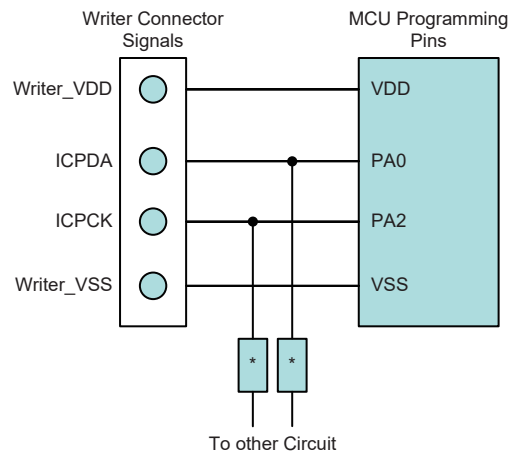 Writer Connector
Signals
MCU Programming
Pins
Writer_VDD
VDD
ICPDA
PA0
ICPCK
PA2
Writer_VSS
VSS
*
*
To other Circuit